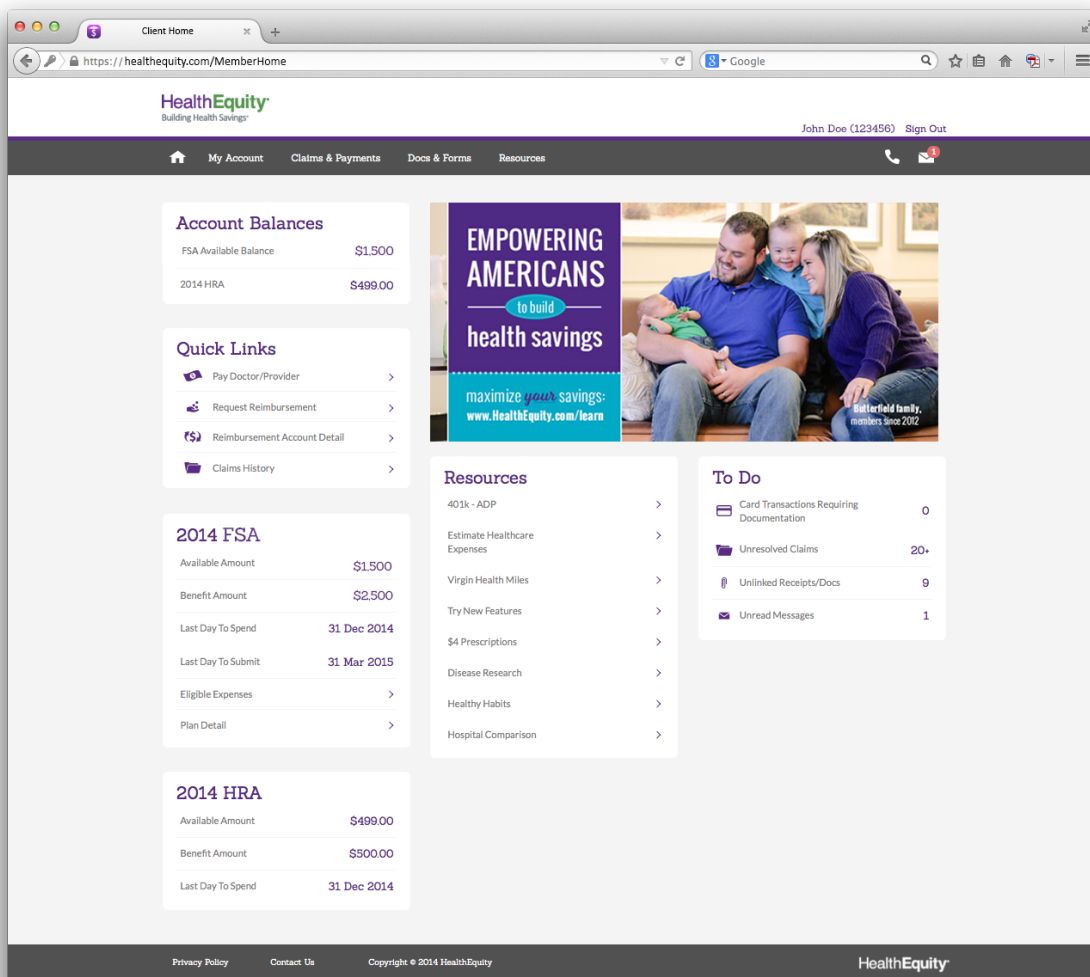 Client Home
https://healthequity.com/MemberHome
Google
HealthEquity
Building Health Savings
John Doe (123456) Sign Out
My Account Claims & Payments Docs & Forms Resources
1
Account Balances
FSA Available Balance $1,500
2014 HRA $499.00
Quick Links
Pay Doctor/Provider
Request Reimbursement
Reimbursement Account Detail
Claims History
2014 FSA
Available Amount $1,500
Benefit Amount $2,500
Last Day To Spend 31 Dec 2014
Last Day To Submit 31 Mar 2015
Eligible Expenses
Plan Detail
2014 HRA
Available Amount $499.00
Benefit Amount $500.00
Last Day To Spend 31 Dec 2014
EMPOWERING
AMERICANS
to build
health savings
maximize your savings:
www.HealthEquity.com/learn
Butterfield family,
members since 2012
Resources
401k - ADP
Estimate Healthcare
Expenses
Virgin Health Miles
Try New Features
$4 Prescriptions
Disease Research
Healthy Habits
Hospital Comparison
To Do
Card Transactions Requiring
Documentation 0
Unresolved Claims 20+
Unlinked Receipts/Docs 9
Unread Messages 1
Privacy Policy Contact Us Copyright © 2014 HealthEquity
HealthEquity